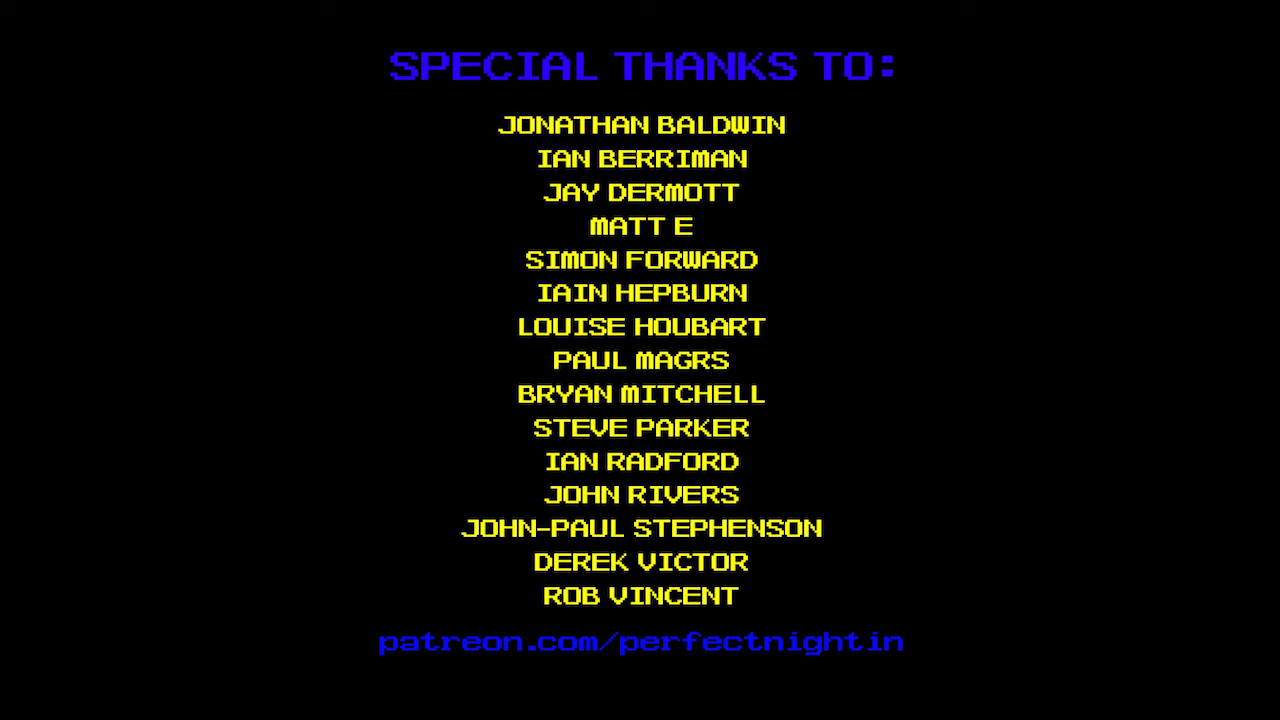 SPECIAL THANKS TO:
JONATHAN BALDWIN
IAN BERRIMAN
JAY DERMOTT
MATT E
SIMON FORWARD
IAIN HEPBURN
LOUISE HOUBART
PAUL MAGRS
BRYAN MITCHELL
STEVE PARKER
IAN RADFORD
JOHN RIVERS
JOHN-PAUL STEPHENSON
DEREK VICTOR
ROB VINCENT
patreon.com/perfectnightin